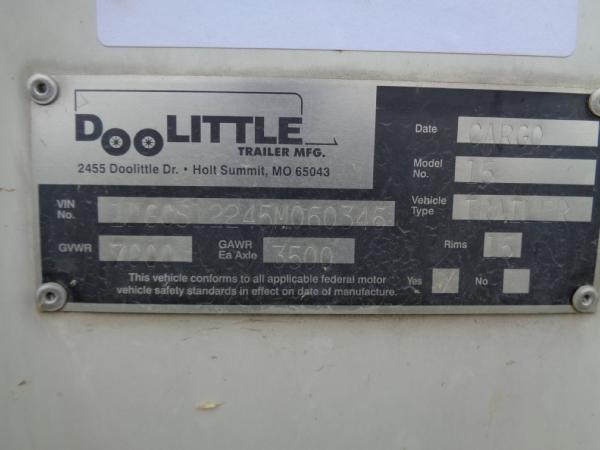 DOOLITTLE
TRAILER MFG.
2455 Doolittle Dr. • Holt Summit, MO 65043
Date CARGO
Model No. 16
VIN No.
Vehicle Type TRAILER
GVWR 7000
GAWR Ea Axle 3500
Rims 15
This vehicle conforms to all applicable federal motor
vehicle safety standards in effect on date of manufacture.
Yes No